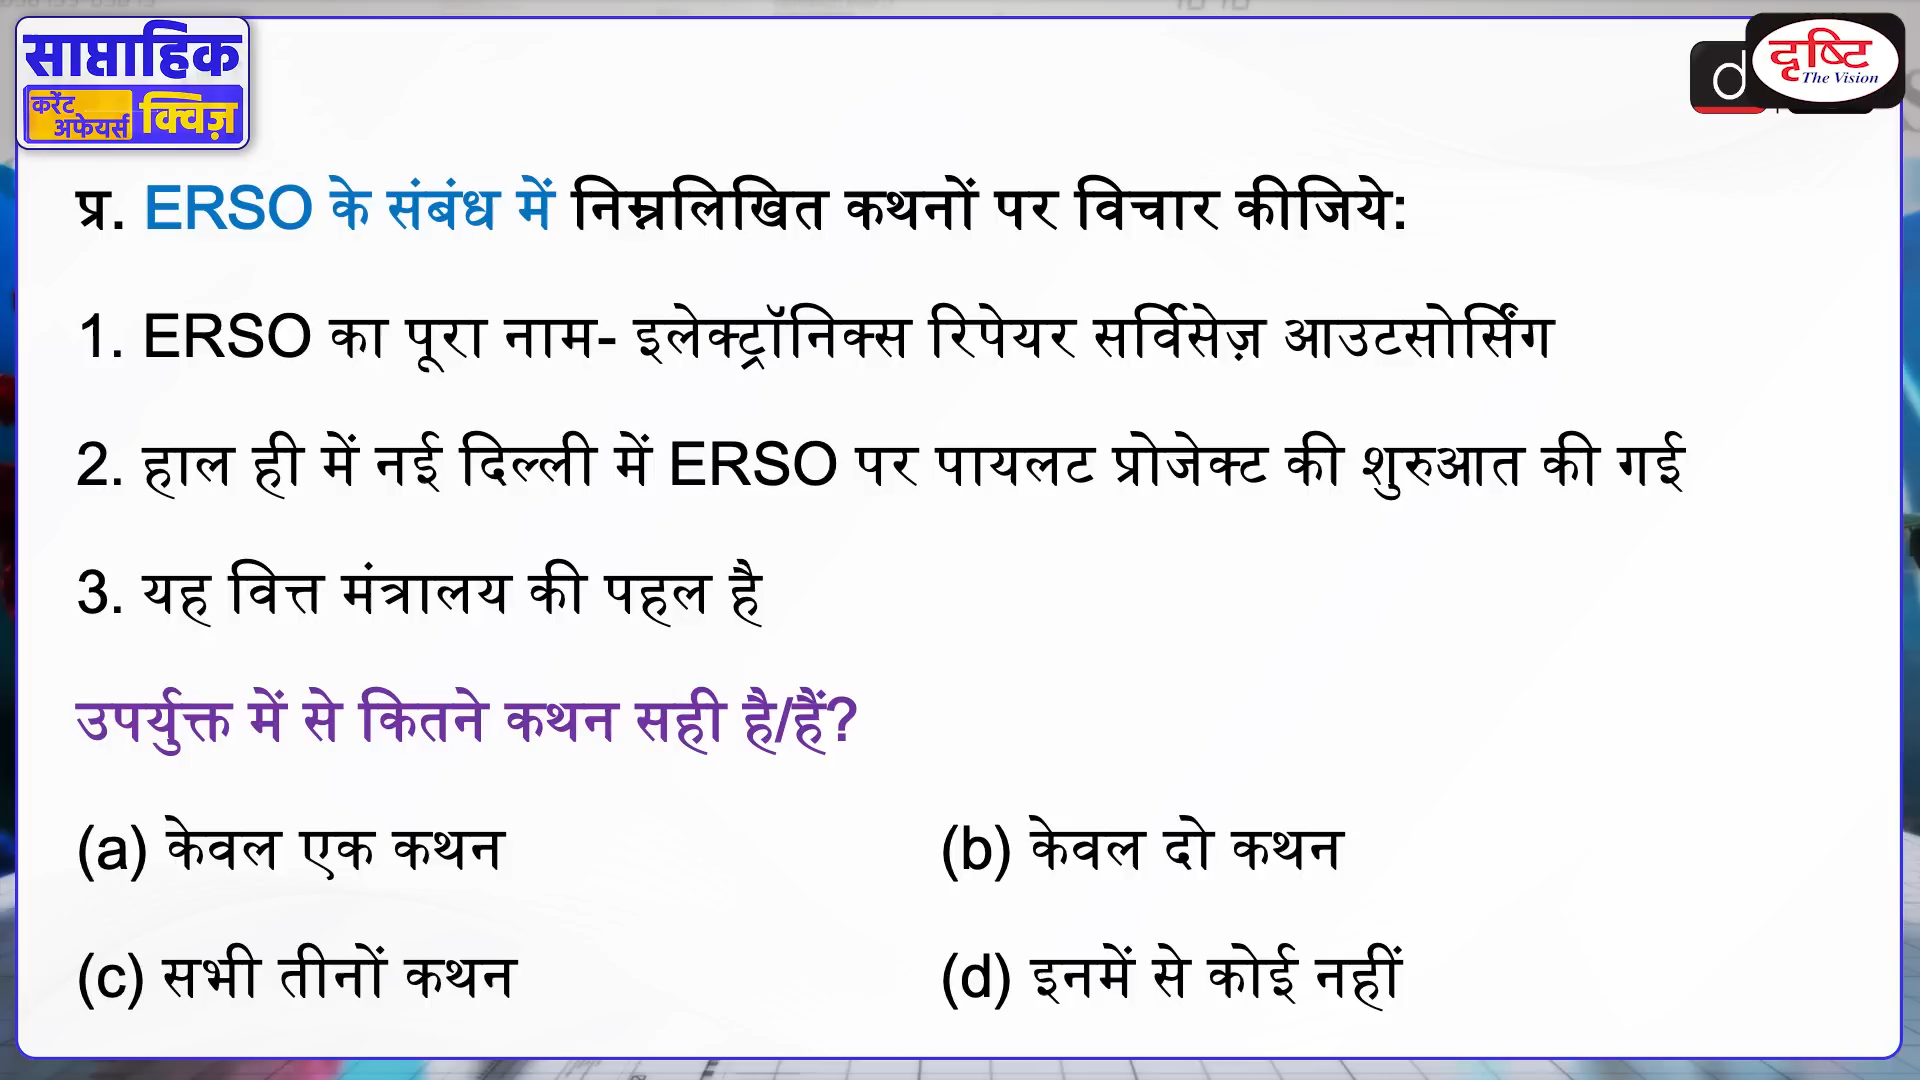 साप्ताहिक
करेंट
अफेयर्स
क्विज़
d
दृष्टि
The Vision
प्र. ERSO के संबंध में निम्नलिखित कथनों पर विचार कीजिये:
1. ERSO का पूरा नाम- इलेक्ट्रॉनिक्स रिपेयर सर्विसेज़ आउटसोर्सिंग
2. हाल ही में नई दिल्ली में ERSO पर पायलट प्रोजेक्ट की शुरुआत की गई
3. यह वित्त मंत्रालय की पहल है
उपर्युक्त में से कितने कथन सही है/हैं?
(a) केवल एक कथन
(b) केवल दो कथन
(c) सभी तीनों कथन
(d) इनमें से कोई नहीं